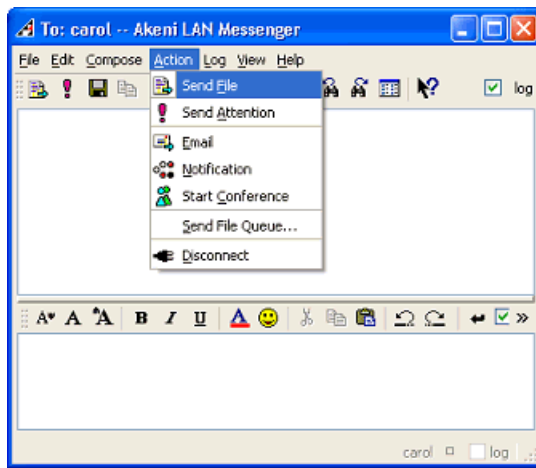 To: carol -- Akeni LAN Messenger
File Edit Compose Action Log View Help
log
Send File
Send Attention
Email
Notification
Start Conference
Send File Queue...
Disconnect
A A A B I U A
carol log